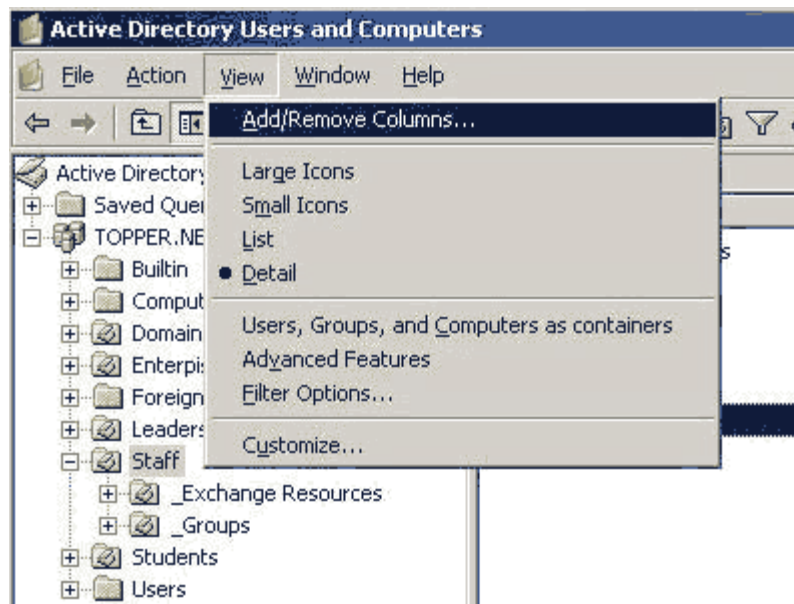 Active Directory Users and Computers
File Action View Window Help
Add/Remove Columns...
Active Directory
Large Icons
Saved Que
Small Icons
TOPPER.NE
List
Builtin
Detail
Comput
Domain
Users, Groups, and Computers as containers
Enterpi
Advanced Features
Foreign
Filter Options...
Leaders
Customize...
Staff
_Exchange Resources
_Groups
Students
Users